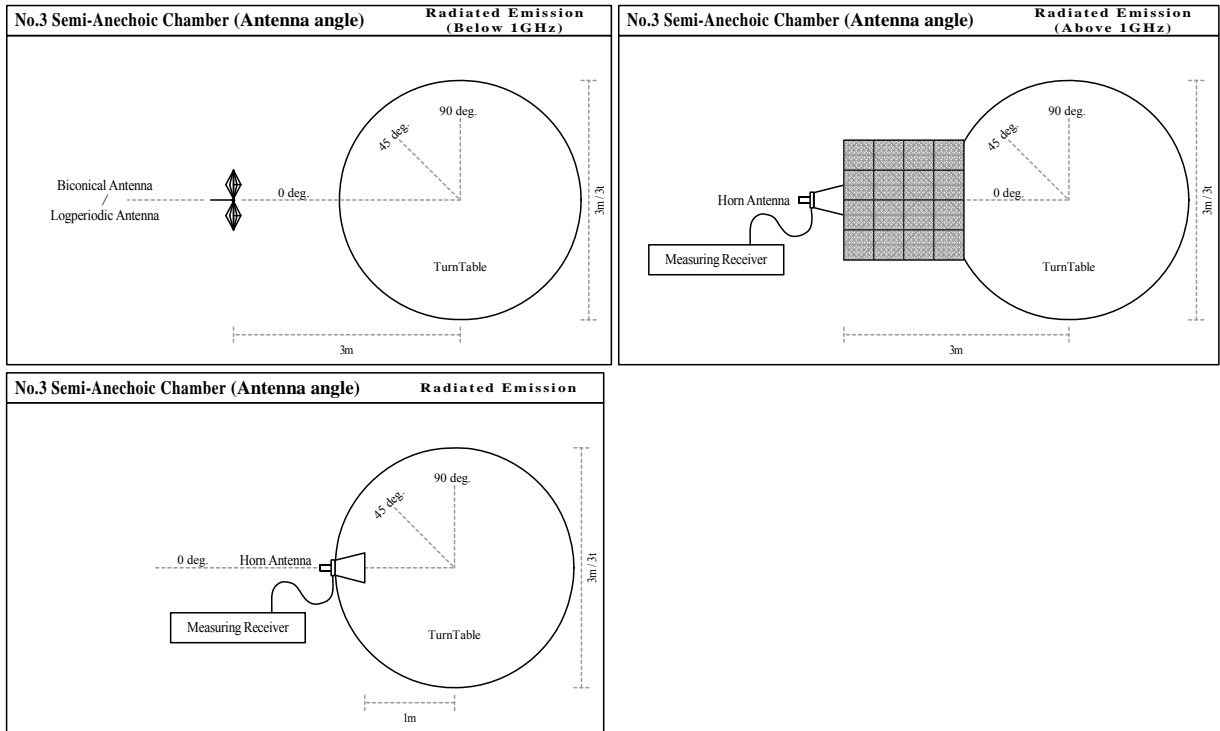 No.3 Semi-Anechoic Chamber (Antenna angle)
Radiated Emission
(Below 1GHz)
90 deg.
45 deg.
0 deg.
Biconical Antenna
/
Logperiodic Antenna
TurnTable
3m / 3t
3m
No.3 Semi-Anechoic Chamber (Antenna angle)
Radiated Emission
(Above 1GHz)
90 deg.
45 deg.
0 deg.
Horn Antenna
Measuring Receiver
TurnTable
3m / 3t
3m
No.3 Semi-Anechoic Chamber (Antenna angle)
Radiated Emission
90 deg.
45 deg.
0 deg.
Horn Antenna
Measuring Receiver
TurnTable
3m / 3t
1m